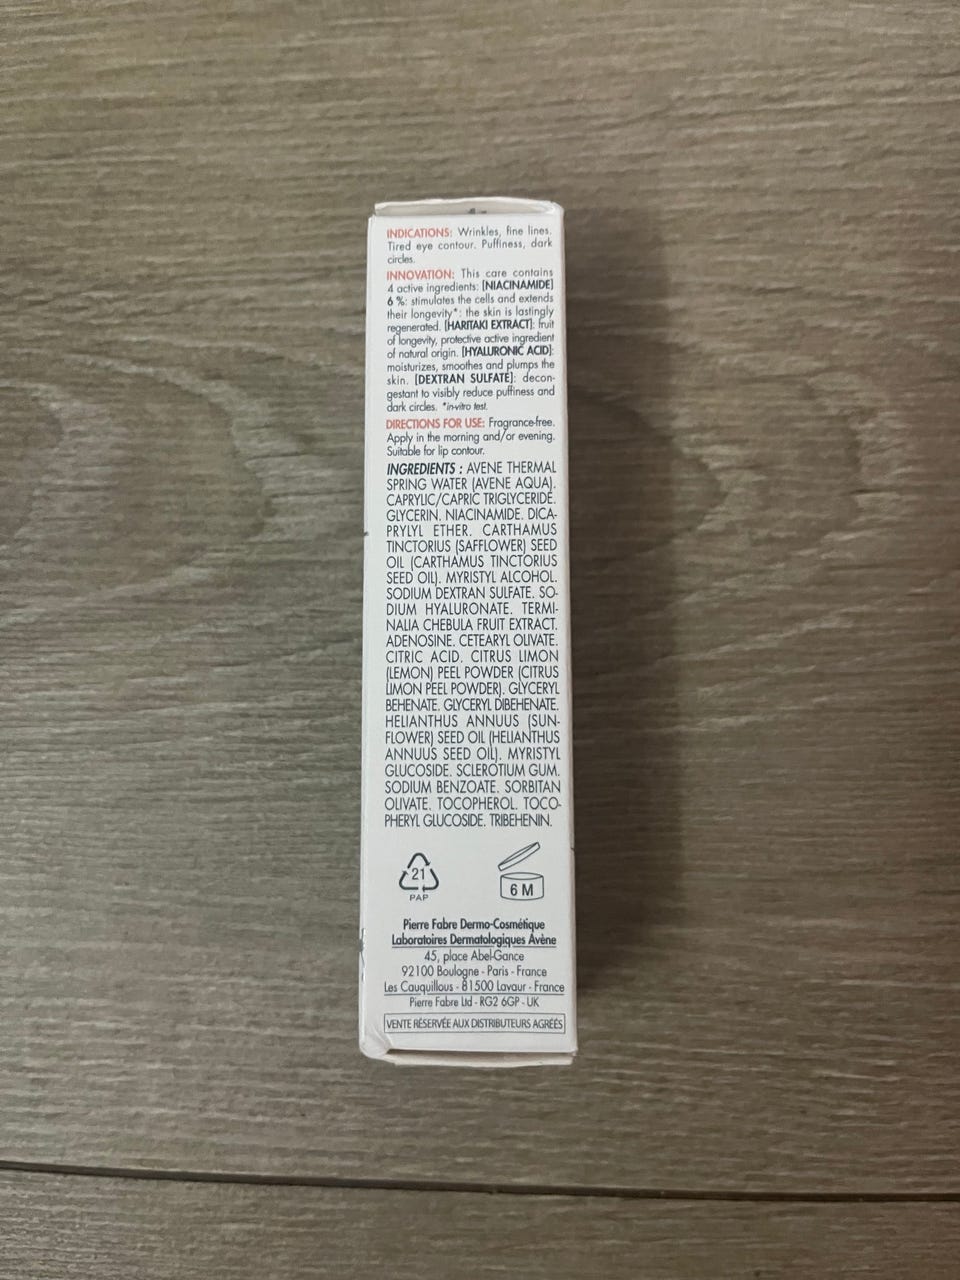 INDICATIONS: Wrinkles, fine lines.
Tired eye contour. Puffiness, dark
circles.
INNOVATION: This care contains
4 active ingredients: [NIACINAMIDE]
6 %: stimulates the cells and extends
their longevity*: the skin is lastingly
regenerated. [HARITAKI EXTRACT]: fruit
of longevity, protective active ingredient
of natural origin. [HYALURONIC ACID]:
moisturizes, smoothes and plumps the
skin. [DEXTRAN SULFATE]: decon-
gestant to visibly reduce puffiness and
dark circles. *in-vitro test.
DIRECTIONS FOR USE: Fragrance-free.
Apply in the morning and/or evening.
Suitable for lip contour.
INGREDIENTS : AVENE THERMAL
SPRING WATER (AVENE AQUA).
CAPRYLIC/CAPRIC TRIGLYCERIDE.
GLYCERIN. NIACINAMIDE. DICA-
PRYLYL ETHER. CARTHAMUS
TINCTORIUS (SAFFLOWER) SEED
OIL (CARTHAMUS TINCTORIUS
SEED OIL). MYRISTYL ALCOHOL.
SODIUM DEXTRAN SULFATE. SO-
DIUM HYALURONATE. TERMI-
NALIA CHEBULA FRUIT EXTRACT.
ADENOSINE. CETEARYL OLIVATE.
CITRIC ACID. CITRUS LIMON
(LEMON) PEEL POWDER (CITRUS
LIMON PEEL POWDER). GLYCERYL
BEHENATE. GLYCERYL DIBEHENATE.
HELIANTHUS ANNUUS (SUN-
FLOWER) SEED OIL (HELIANTHUS
ANNUUS SEED OIL). MYRISTYL
GLUCOSIDE. SCLEROTIUM GUM.
SODIUM BENZOATE. SORBITAN
OLIVATE. TOCOPHEROL. TOCO-
PHERYL GLUCOSIDE. TRIBEHENIN.
21
PAP
6 M
Pierre Fabre Dermo-Cosmétique
Laboratoires Dermatologiques Avène
45, place Abel-Gance
92100 Boulogne - Paris - France
Les Cauquillous - 81500 Lavaur - France
Pierre Fabre Ltd - RG2 6GP - UK
VENTE RÉSERVÉE AUX DISTRIBUTEURS AGRÉÉS